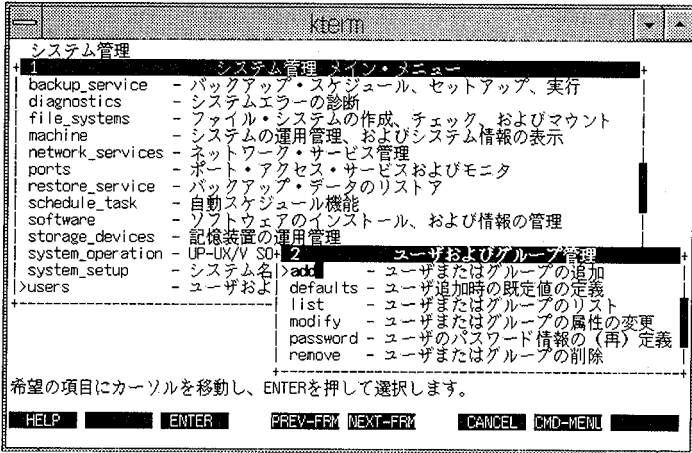 kterm
システム管理
1 システム管理 メイン・メニュー
backup_service - バックアップ・スケジュール、セットアップ、実行
diagnostics - システムエラーの診断
file_systems - ファイル・システムの作成、チェック、およびマウント
machine - システムの運用管理、およびシステム情報の表示
network_services - ネットワーク・サービス管理
ports - ポート・アクセス・サービスおよびモニタ
restore_service - バックアップ・データのリストア
schedule_task - 自動スケジュール機能
software - ソフトウェアのインストール、および情報の管理
storage_devices - 記憶装置の運用管理
system_operation - UP-UX/V SO
system_setup - システム名
>users - ユーザおよ
2 ユーザおよびグループ管理
>add - ユーザまたはグループの追加
defaults - ユーザ追加時の既定値の定義
list - ユーザまたはグループのリスト
modify - ユーザまたはグループの属性の変更
password - ユーザのパスワード情報の（再）定義
remove - ユーザまたはグループの削除
希望の項目にカーソルを移動し、ENTERを押して選択します。
HELP ENTER PREV-FRM NEXT-FRM CANCEL CMD-MENU